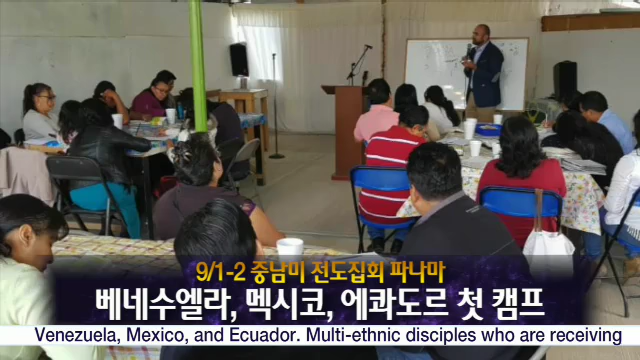 9/1-2 중남미 전도집회 파나마
베네수엘라, 멕시코, 에콰도르 첫 캠프
Venezuela, Mexico, and Ecuador. Multi-ethnic disciples who are receiving